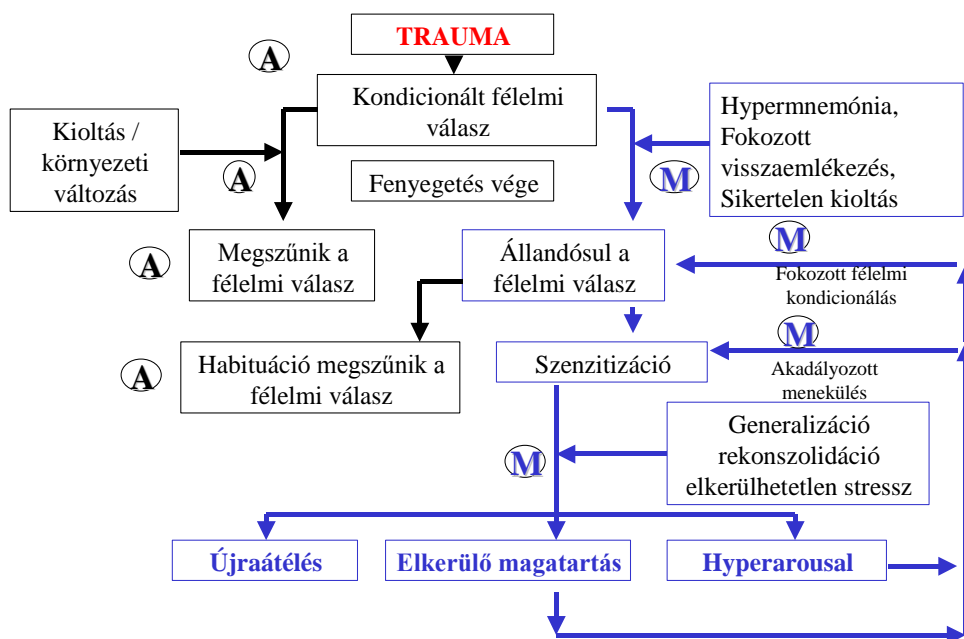 TRAUMA
A
Kondicionált félelmi
válasz
Kioltás /
környezeti
változás
A
Fenyegetés vége
M
Hypermnemónia,
Fokozott
visszaemlékezés,
Sikertelen kioltás
A
Megszűnik a
félelmi válasz
Állandósul a
félelmi válasz
M
Fokozott félelmi
kondicionálás
A
Habituáció megszűnik a
félelmi válasz
Szenzitizáció
M
Akadályozott
menekülés
M
Generalizáció
rekonszolidáció
elkerülhetetlen stressz
Újraátélés
Elkerülő magatartás
Hyperarousal